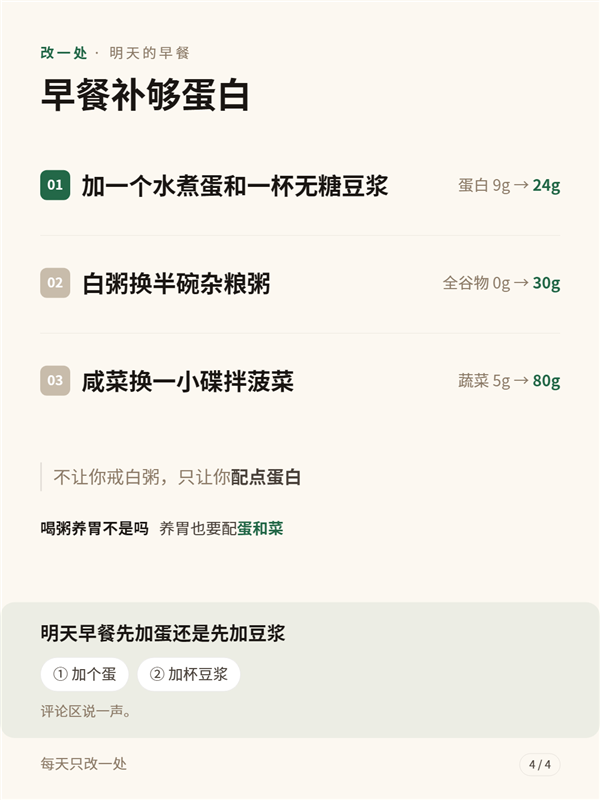 改一处 · 明天的早餐
早餐补够蛋白
01 加一个水煮蛋和一杯无糖豆浆 蛋白 9g → 24g
02 白粥换半碗杂粮粥 全谷物 0g → 30g
03 咸菜换一小碟拌菠菜 蔬菜 5g → 80g
不让你戒白粥，只让你配点蛋白
喝粥养胃不是吗 养胃也要配蛋和菜
明天早餐先加蛋还是先加豆浆
① 加个蛋 ② 加杯豆浆
评论区说一声。
每天只改一处 4 / 4